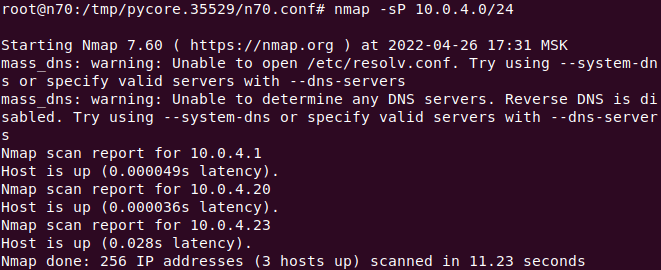 root@n70:/tmp/pycore.35529/n70.conf# nmap -sP 10.0.4.0/24

Starting Nmap 7.60 ( https://nmap.org ) at 2022-04-26 17:31 MSK
mass_dns: warning: Unable to open /etc/resolv.conf. Try using --system-dn
s or specify valid servers with --dns-servers
mass_dns: warning: Unable to determine any DNS servers. Reverse DNS is di
sabled. Try using --system-dns or specify valid servers with --dns-server
s
Nmap scan report for 10.0.4.1
Host is up (0.000049s latency).
Nmap scan report for 10.0.4.20
Host is up (0.000036s latency).
Nmap scan report for 10.0.4.23
Host is up (0.028s latency).
Nmap done: 256 IP addresses (3 hosts up) scanned in 11.23 seconds